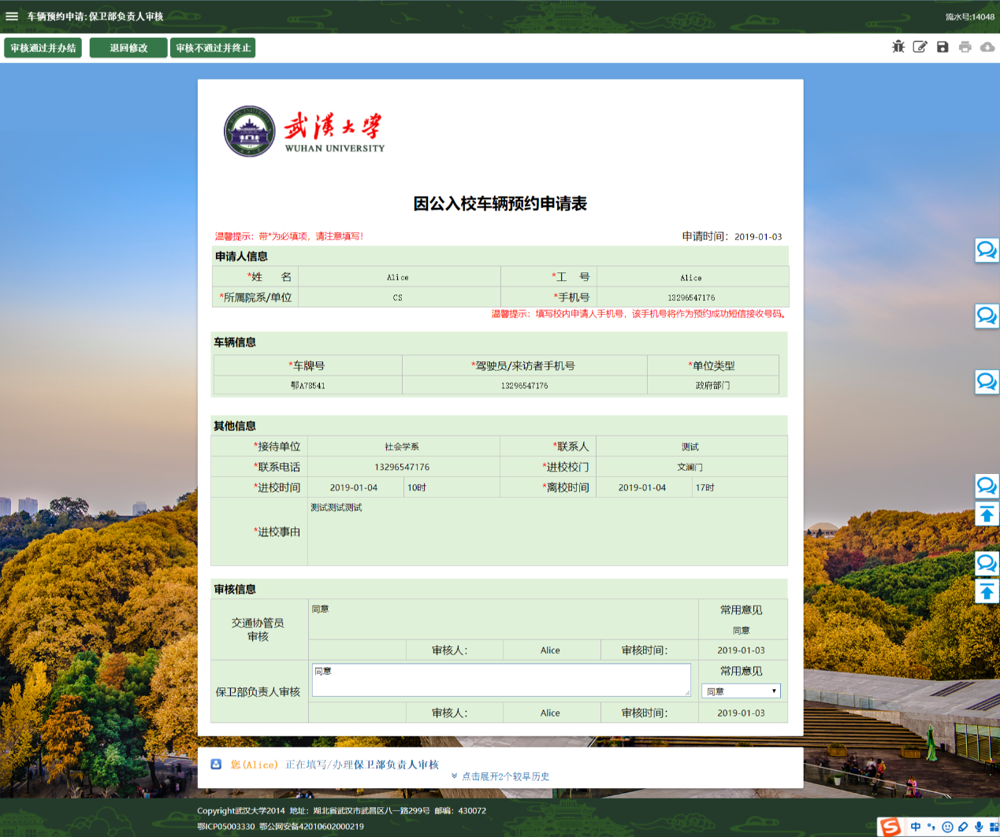 车辆预约申请:保卫部负责人审核
流水号:14048
审核通过并办结 退回修改 审核不通过并终止
武汉大学
WUHAN UNIVERSITY
因公入校车辆预约申请表
温馨提示：带*为必填项，请注意填写！ 申请时间：2019-01-03
申请人信息
*姓 名 Alice *工 号 Alice
*所属院系/单位 CS *手机号 13296547176
温馨提示：填写校内申请人手机号，该手机号将作为预约成功短信接收号码。
车辆信息
*车牌号 *驾驶员/来访者手机号 *单位类型
鄂A78541 13296547176 政府部门
其他信息
*接待单位 社会学系 *联系人 测试
*联系电话 13296547176 *进校校门 文澜门
*进校时间 2019-01-04 10时 *离校时间 2019-01-04 17时
*进校事由 测试测试测试
审核信息
交通协管员审核 同意 常用意见
同意
审核人： Alice 审核时间： 2019-01-03
保卫部负责人审核 同意 常用意见
同意
审核人： Alice 审核时间： 2019-01-03
您(Alice) 正在填写/办理保卫部负责人审核
点击展开2个较早历史
Copyright武汉大学2014 地址：湖北省武汉市武昌区八一路299号 邮编：430072
鄂ICP05003330 鄂公网安备42010602000219
中